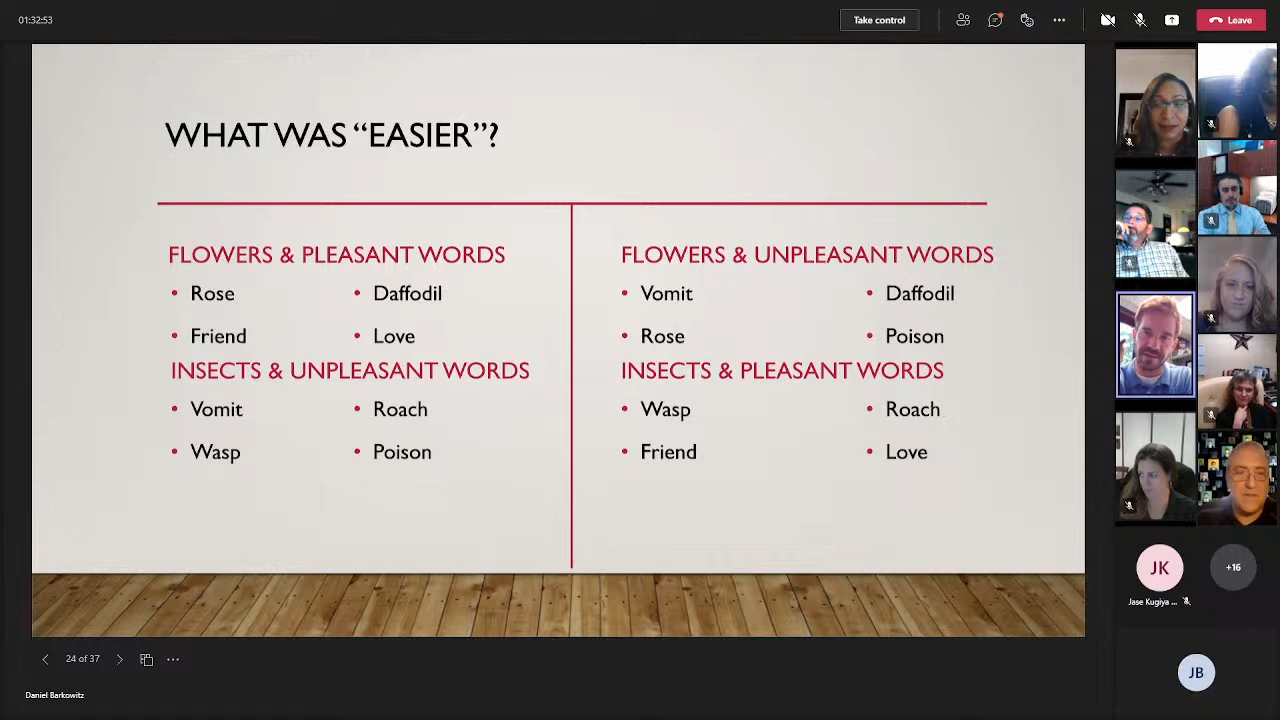 01:32:53
Take control
Leave
WHAT WAS “EASIER”?
FLOWERS & PLEASANT WORDS
• Rose • Daffodil
• Friend • Love
INSECTS & UNPLEASANT WORDS
• Vomit • Roach
• Wasp • Poison
FLOWERS & UNPLEASANT WORDS
• Vomit • Daffodil
• Rose • Poison
INSECTS & PLEASANT WORDS
• Wasp • Roach
• Friend • Love
JK
+16
Jase Kugiya ...
JB
24 of 37
Daniel Barkowitz